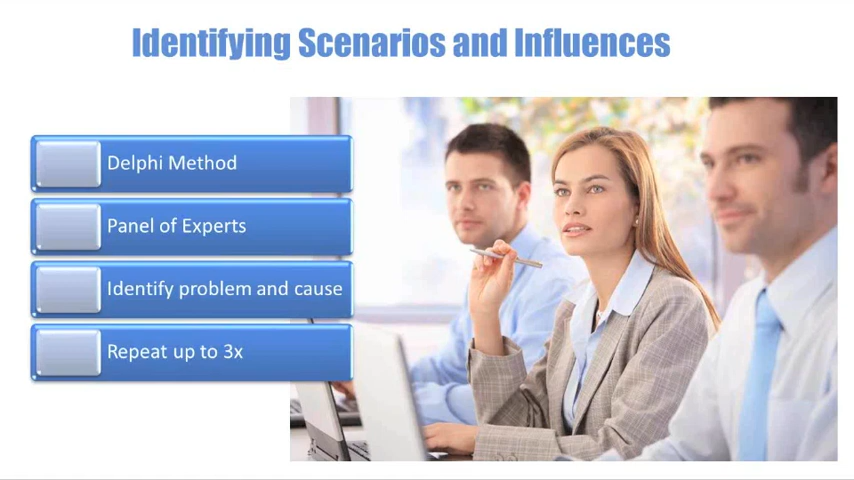 Identifying Scenarios and Influences
Delphi Method
Panel of Experts
Identify problem and cause
Repeat up to 3x